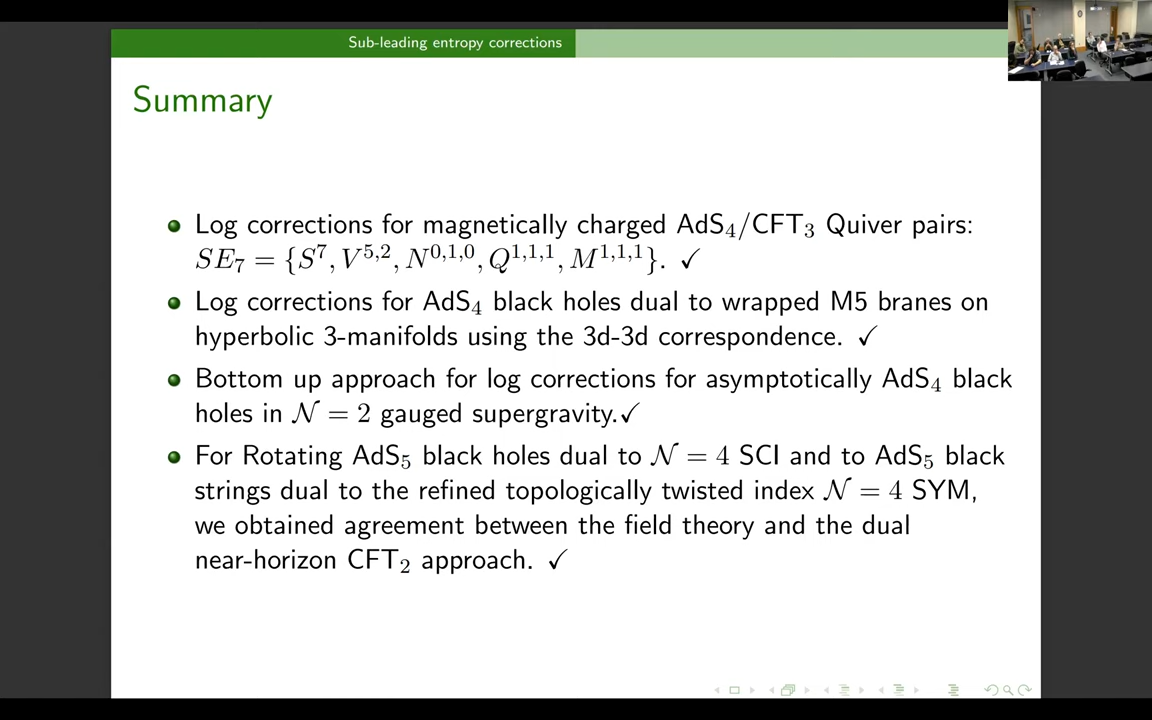 Sub-leading entropy corrections
Summary
Log corrections for magnetically charged AdS₄/CFT₃ Quiver pairs:
SE₇ = {S⁷, V⁵,², N⁰,¹,⁰, Q¹,¹,¹, M¹,¹,¹}. ✓
Log corrections for AdS₄ black holes dual to wrapped M5 branes on
hyperbolic 3-manifolds using the 3d-3d correspondence. ✓
Bottom up approach for log corrections for asymptotically AdS₄ black
holes in 𝒩 = 2 gauged supergravity.✓
For Rotating AdS₅ black holes dual to 𝒩 = 4 SCI and to AdS₅ black
strings dual to the refined topologically twisted index 𝒩 = 4 SYM,
we obtained agreement between the field theory and the dual
near-horizon CFT₂ approach. ✓